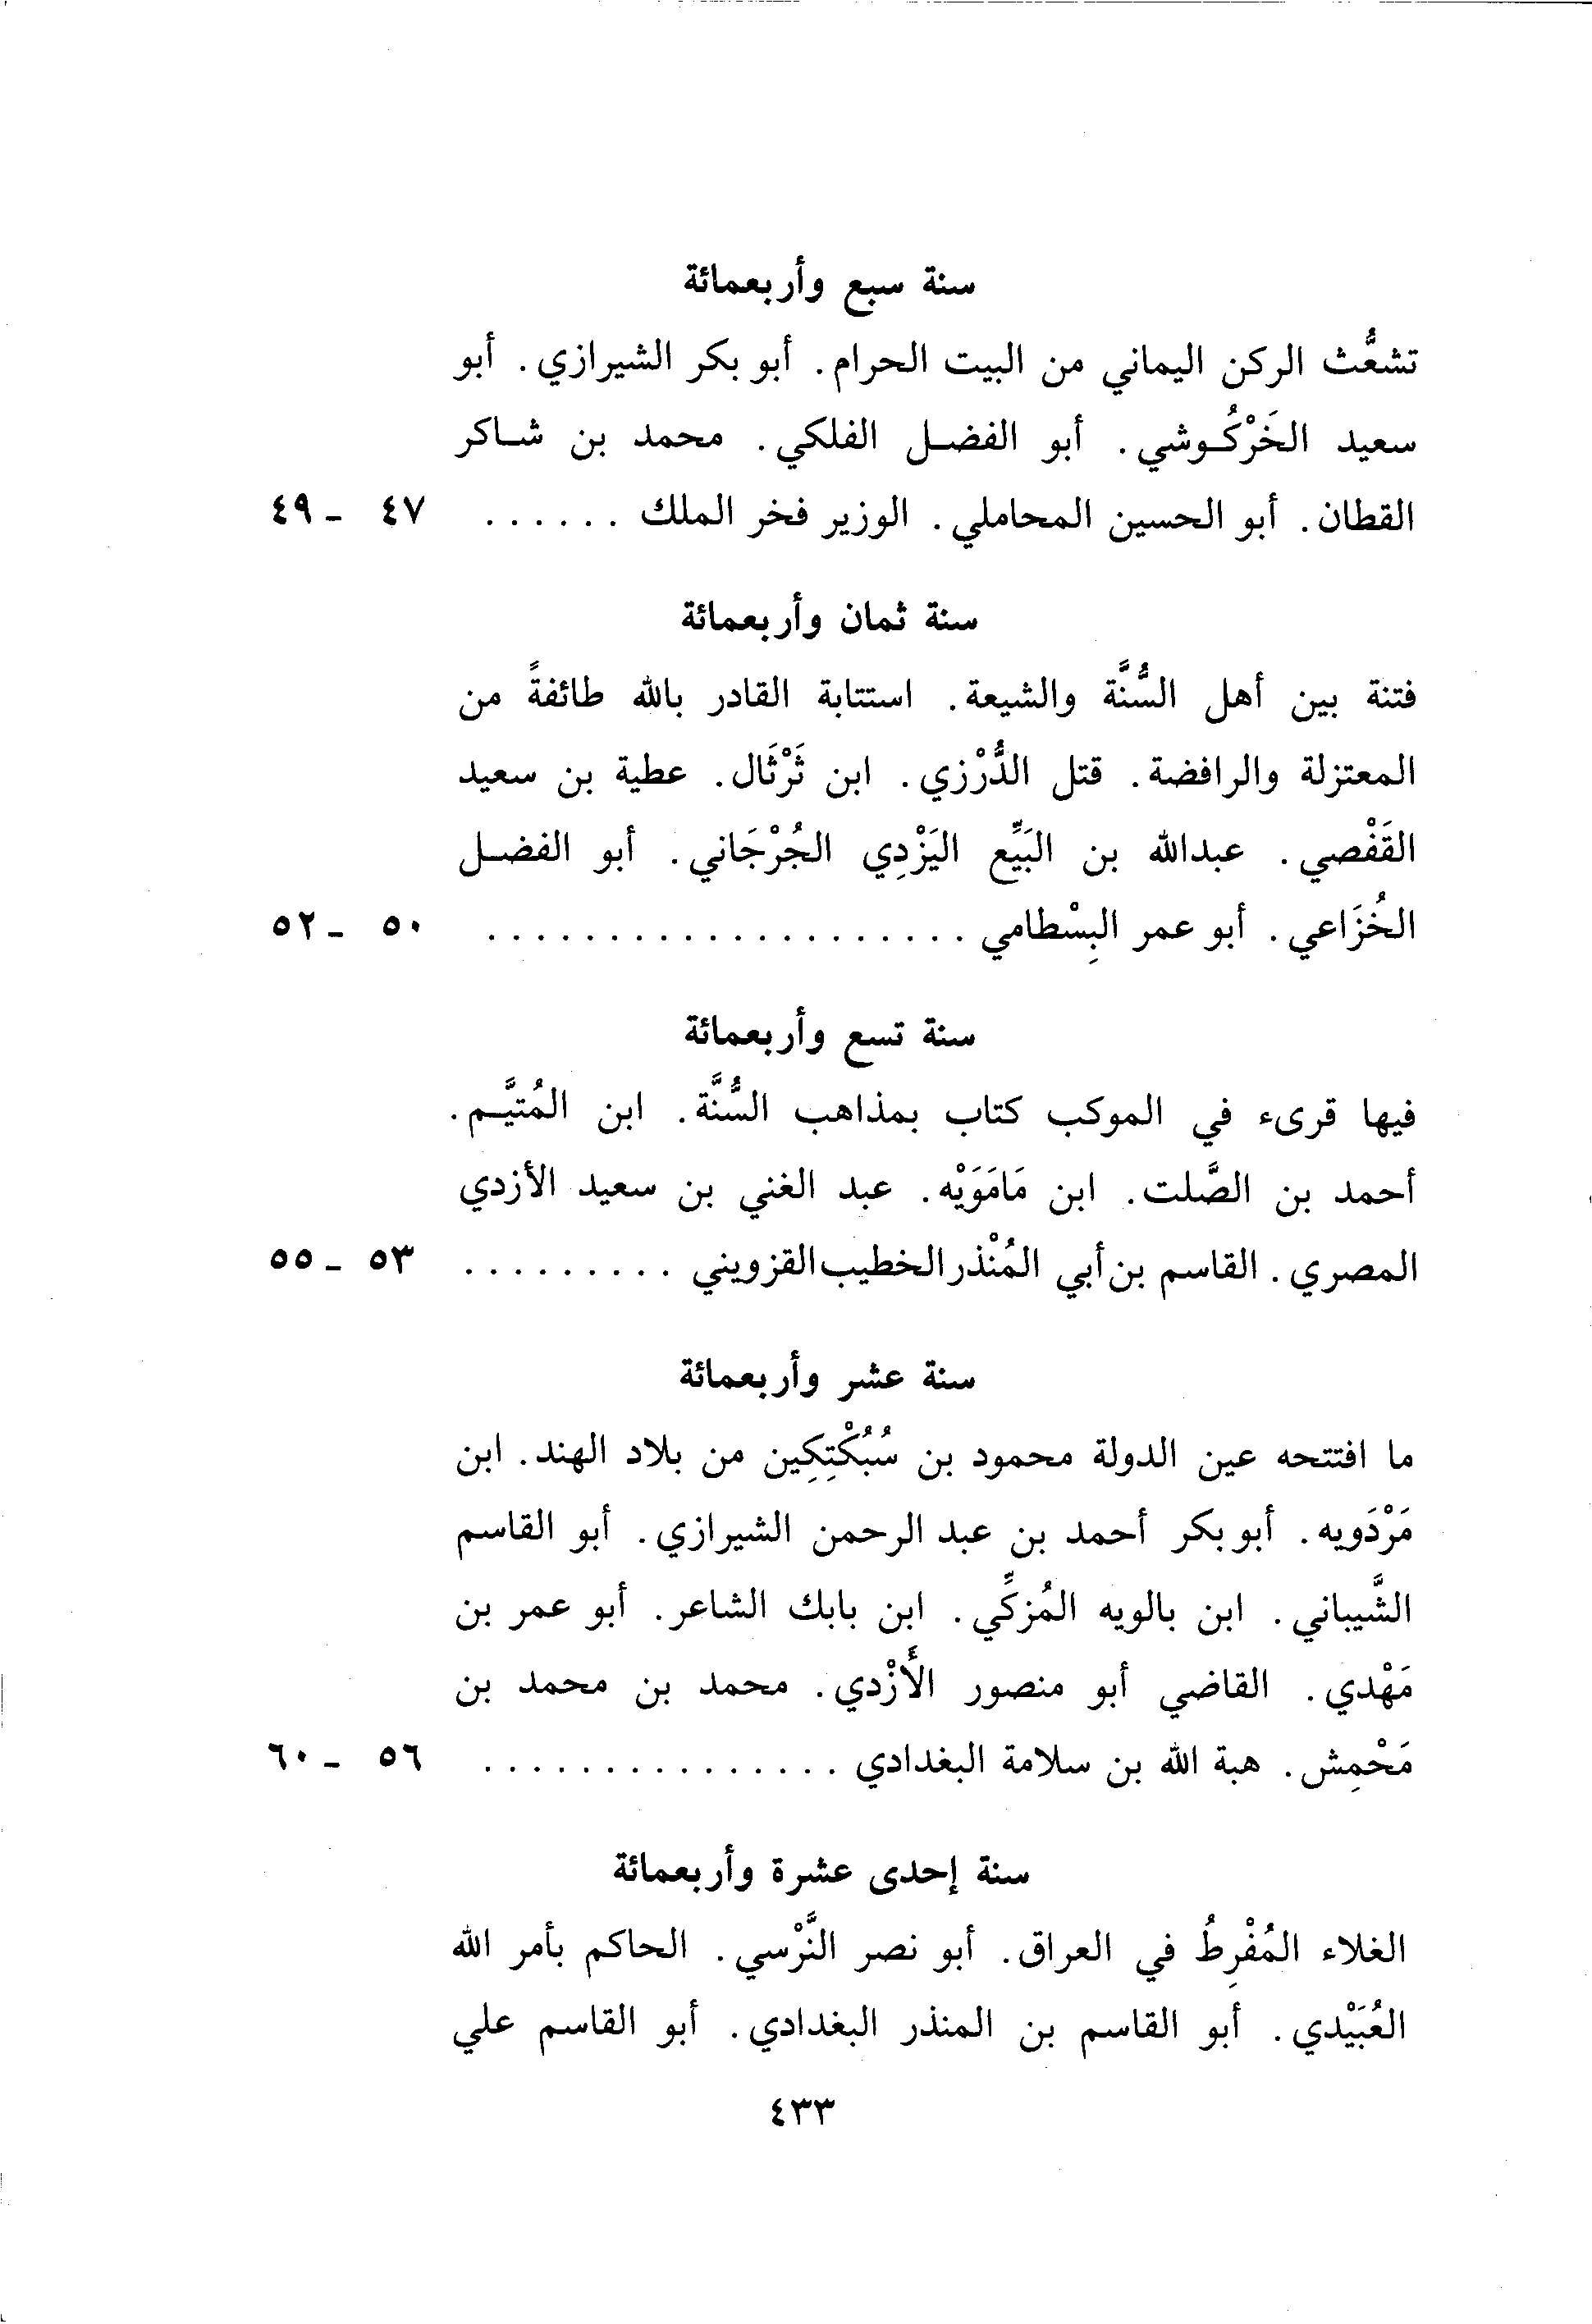 سنة سبع وأربعمائة
تشعُّث الركن اليماني من البيت الحرام. أبو بكر الشيرازي. أبو
سعيد الخَرْكُـوشي. أبو الفضـل الفلكي. محمد بن شـاكر
القطان. أبو الحسين المحاملي. الوزير فخر الملك . . . . . . ٤٧ - ٤٩
سنة ثمان وأربعمائة
فتنة بين أهل السُّنَّة والشيعة. استتابة القادر بالله طائفةً من
المعتزلة والرافضة. قتل الدُّرْزي. ابن ثَرْثَال. عطية بن سعيد
القَفْصي. عبدالله بن البَيِّع اليَزْدِي الجُرْجَاني. أبو الفضـل
الخُزَاعي. أبو عمر البِسْطامي . . . . . . . . . . . . . . . . . . . . ٥٠ - ٥٢
سنة تسع وأربعمائة
فيها قرىء في الموكب كتاب بمذاهب السُّنَّة. ابن المُتيَّـم.
أحمد بن الصَّلت. ابن مَامَوَيْه. عبد الغني بن سعيد الأزدي
المصري. القاسم بن أبي المُنْذر الخطيب القزويني . . . . . . . . . ٥٣ - ٥٥
سنة عشر وأربعمائة
ما افتتحه عين الدولة محمود بن سُبُكْتِكِين من بلاد الهند. ابن
مَرْدَويه. أبو بكر أحمد بن عبد الرحمن الشيرازي. أبو القاسم
الشَّيباني. ابن بالويه المُزكِّي. ابن بابك الشاعر. أبو عمر بن
مَهْدي. القاضي أبو منصور الأَزْدي. محمد بن محمد بن
مَحْمِش. هبة الله بن سلامة البغدادي . . . . . . . . . . . . . . . ٥٦ - ٦٠
سنة إحدى عشرة وأربعمائة
الغلاء المُفْرِطُ في العراق. أبو نصر النَّرْسي. الحاكم بأمر الله
العُبَيْدي. أبو القاسم بن المنذر البغدادي. أبو القاسم علي
٤٣٣